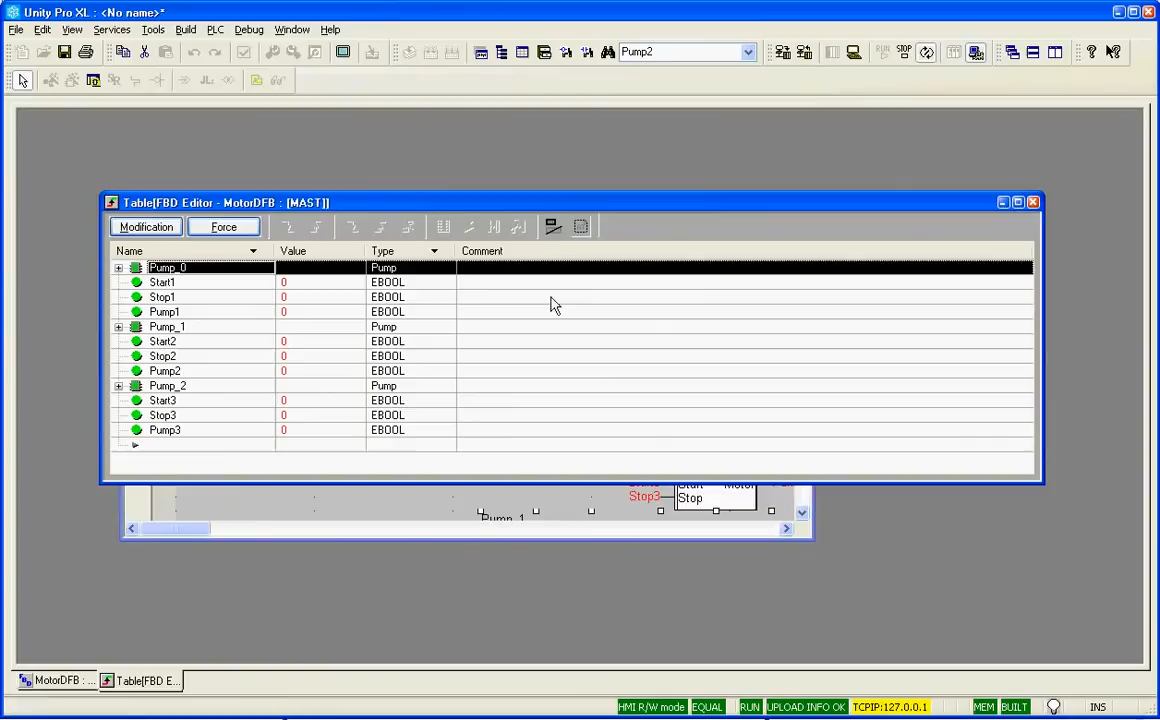 Unity Pro XL : <No name>*
File Edit View Services Tools Build PLC Debug Window Help
Pump2
RUN STOP
Table[FBD Editor - MotorDFB : [MAST]]
Modification Force
Name Value Type Comment
Pump_0 Pump
Start1 0 EBOOL
Stop1 0 EBOOL
Pump1 0 EBOOL
Pump_1 Pump
Start2 0 EBOOL
Stop2 0 EBOOL
Pump2 0 EBOOL
Pump_2 Pump
Start3 0 EBOOL
Stop3 0 EBOOL
Pump3 0 EBOOL
Start Motor
Stop3 Stop
Pump_1
MotorDFB : ... Table[FBD E...
HMI R/W mode EQUAL RUN UPLOAD INFO OK TCPIP:127.0.0.1 MEM BUILT INS